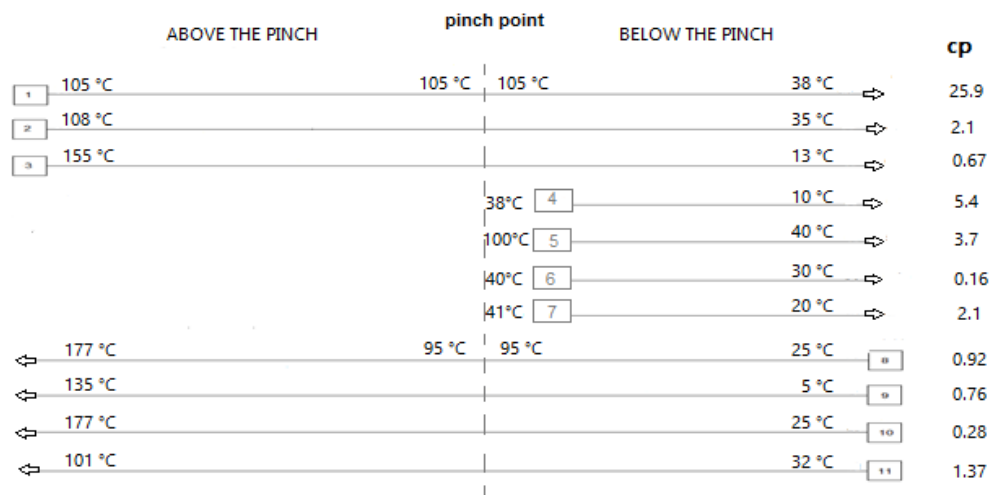 pinch point
ABOVE THE PINCH BELOW THE PINCH
cp
1 105 °C 105 °C 105 °C 38 °C 25.9
2 108 °C 35 °C 2.1
3 155 °C 13 °C 0.67
38°C 4 10 °C 5.4
100°C 5 40 °C 3.7
40°C 6 30 °C 0.16
41°C 7 20 °C 2.1
177 °C 95 °C 95 °C 25 °C 8 0.92
135 °C 5 °C 9 0.76
177 °C 25 °C 10 0.28
101 °C 32 °C 11 1.37